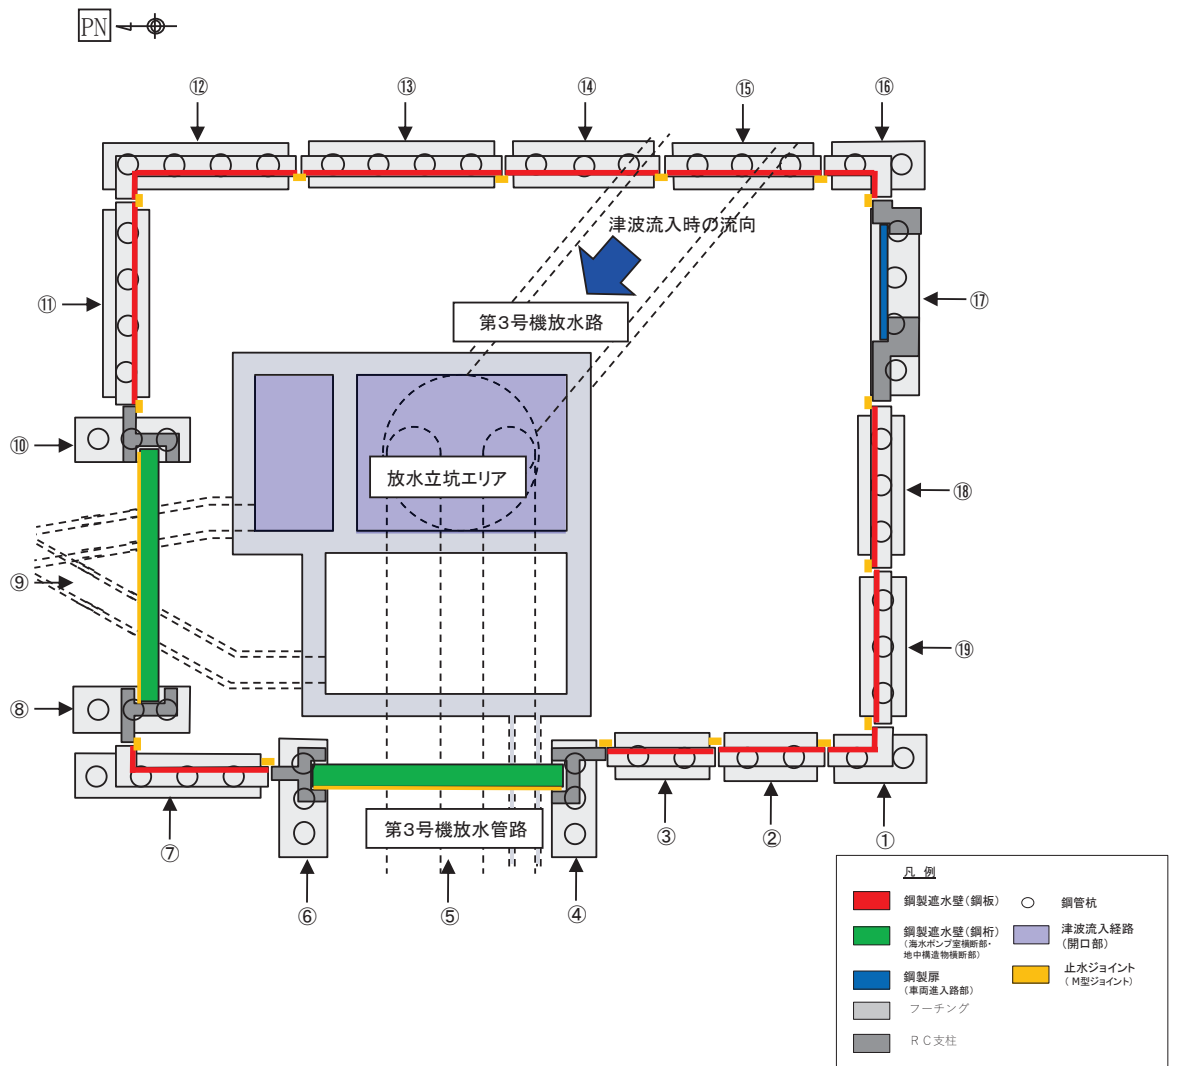 PN
⑫
⑬
⑭
⑮
⑯
津波流入時の流向
⑪
第3号機放水路
⑰
⑩
放水立坑エリア
⑱
⑨
⑲
⑧
⑦
第3号機放水管路
③
②
①
⑥
⑤
④
凡 例
鋼製遮水壁(鋼板)
鋼管杭
鋼製遮水壁(鋼桁)
(海水ポンプ室横断部・
地中構造物横断部)
津波流入経路
(開口部)
鋼製扉
(車両進入路部)
止水ジョイント
(M型ジョイント)
フーチング
RC支柱